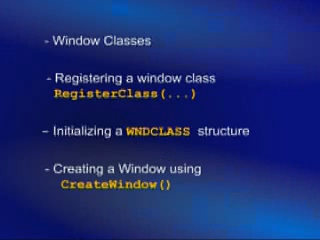 - Window Classes
- Registering a window class
RegisterClass(...)
– Initializing a WNDCLASS structure
- Creating a Window using
CreateWindow()